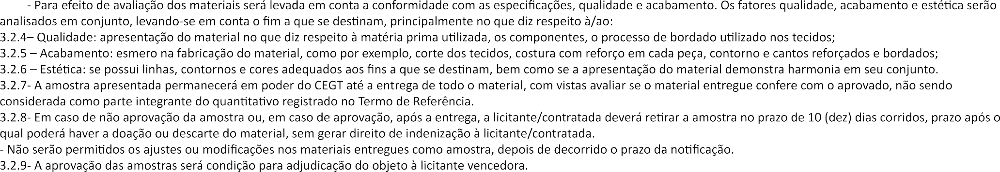 - Para efeito de avaliação dos materiais será levada em conta a conformidade com as especificações, qualidade e acabamento. Os fatores qualidade, acabamento e estética serão
analisados em conjunto, levando-se em conta o fim a que se destinam, principalmente no que diz respeito à/ao:
3.2.4– Qualidade: apresentação do material no que diz respeito à matéria prima utilizada, os componentes, o processo de bordado utilizado nos tecidos;
3.2.5 – Acabamento: esmero na fabricação do material, como por exemplo, corte dos tecidos, costura com reforço em cada peça, contorno e cantos reforçados e bordados;
3.2.6 – Estética: se possui linhas, contornos e cores adequados aos fins a que se destinam, bem como se a apresentação do material demonstra harmonia em seu conjunto.
3.2.7- A amostra apresentada permanecerá em poder do CEGT até a entrega de todo o material, com vistas avaliar se o material entregue confere com o aprovado, não sendo
considerada como parte integrante do quantitativo registrado no Termo de Referência.
3.2.8- Em caso de não aprovação da amostra ou, em caso de aprovação, após a entrega, a licitante/contratada deverá retirar a amostra no prazo de 10 (dez) dias corridos, prazo após o
qual poderá haver a doação ou descarte do material, sem gerar direito de indenização à licitante/contratada.
- Não serão permitidos os ajustes ou modificações nos materiais entregues como amostra, depois de decorrido o prazo da notificação.
3.2.9- A aprovação das amostras será condição para adjudicação do objeto à licitante vencedora.